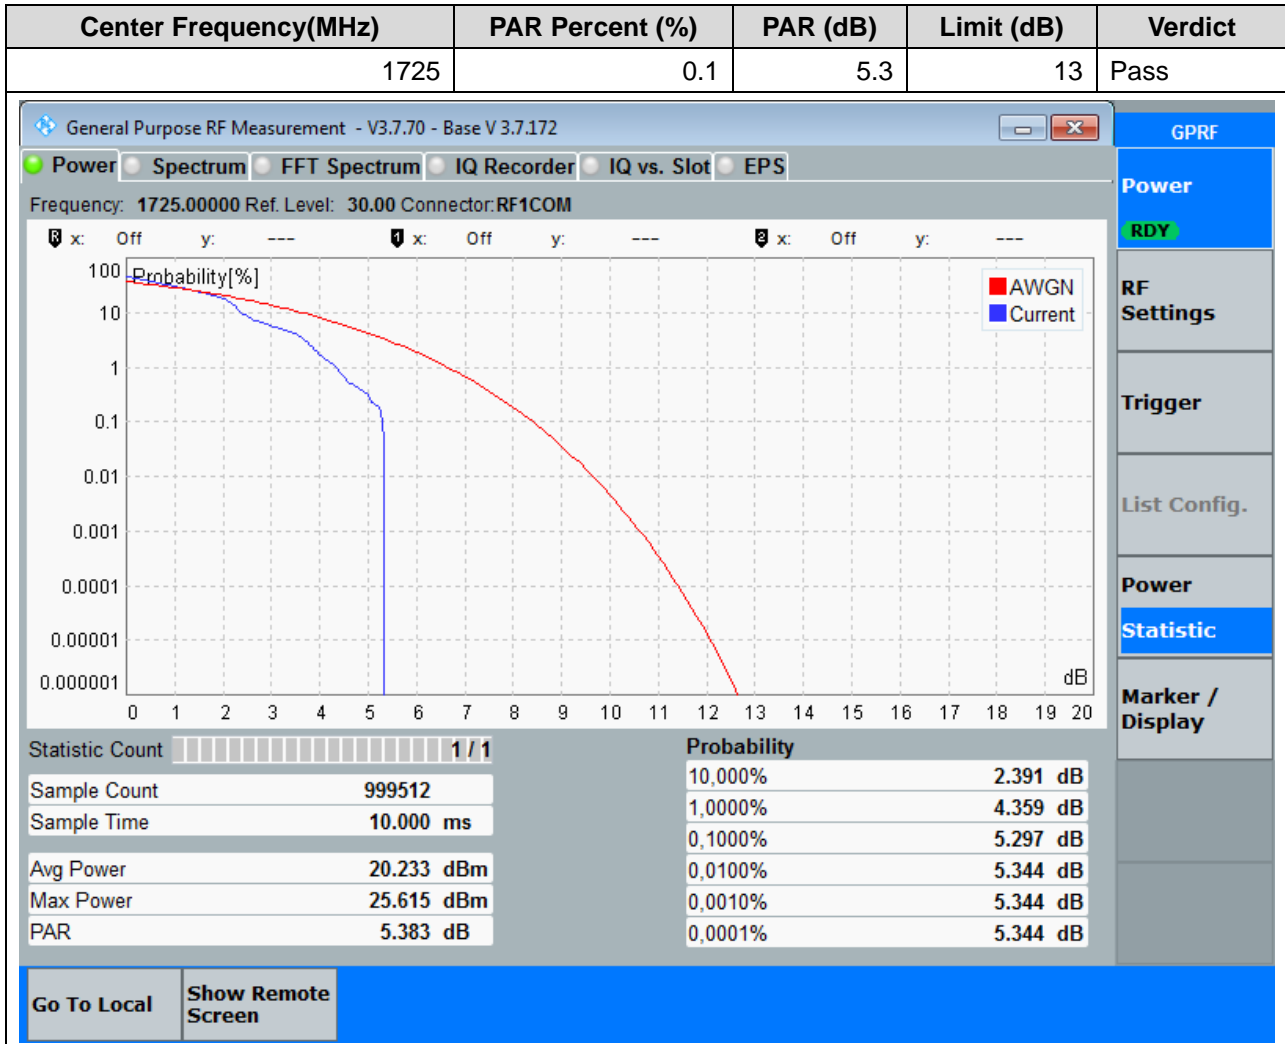 Center Frequency(MHz) PAR Percent (%) PAR (dB) Limit (dB) Verdict
1725 0.1 5.3 13 Pass
General Purpose RF Measurement - V3.7.70 - Base V 3.7.172
GPRF
Power Spectrum FFT Spectrum IQ Recorder IQ vs. Slot EPS
Frequency: 1725.00000 Ref. Level: 30.00 Connector:RF1COM
R x: Off y: --- 1 x: Off y: --- 2 x: Off y: ---
Probability[%]
AWGN
Current
100
10
1
0.1
0.01
0.001
0.0001
0.00001
0.000001
dB
0 1 2 3 4 5 6 7 8 9 10 11 12 13 14 15 16 17 18 19 20
Statistic Count 1 / 1
Sample Count 999512
Sample Time 10.000 ms
Avg Power 20.233 dBm
Max Power 25.615 dBm
PAR 5.383 dB
Probability
10,000% 2.391 dB
1,0000% 4.359 dB
0,1000% 5.297 dB
0,0100% 5.344 dB
0,0010% 5.344 dB
0,0001% 5.344 dB
Power
RDY
RF
Settings
Trigger
List Config.
Power
Statistic
Marker /
Display
Go To Local
Show Remote
Screen